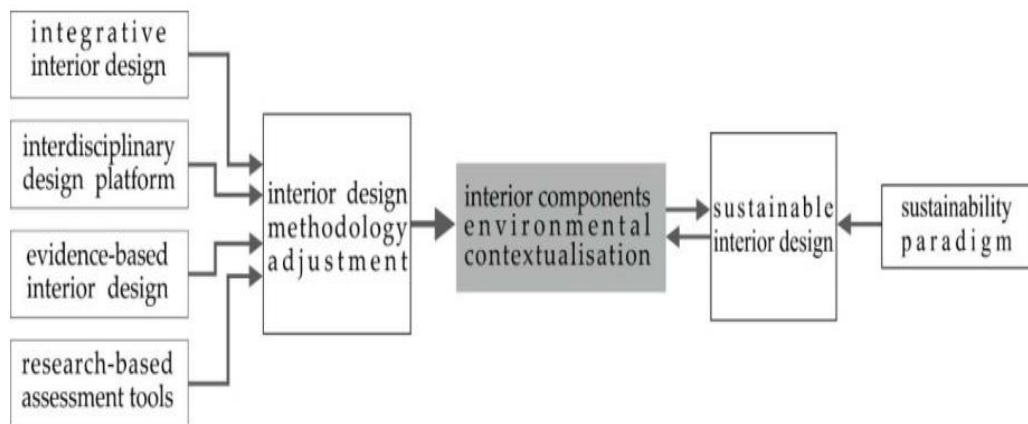 integrative
interior design
interdisciplinary
design platform
evidence-based
interior design
research-based
assessment tools
interior design
methodology
adjustment
interior components
environmental
contextualisation
sustainable
interior design
sustainability
paradigm